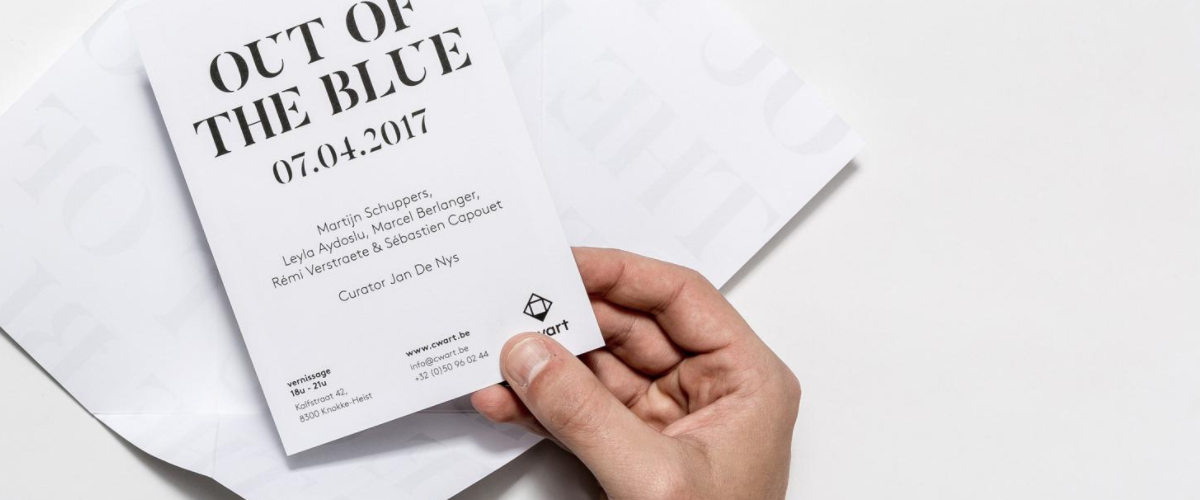 OUT OF
THE BLUE
07.04.2017
Martijn Schuppers,
Leyla Aydoslu, Marcel Berlanger,
Rémi Verstraete & Sébastien Capouet
Curator Jan De Nys
vernissage
18u - 21u
Kalfstraat 42,
8300 Knokke-Heist
www.cwart.be
info@cwart.be
+32 (0)50 96 02 44